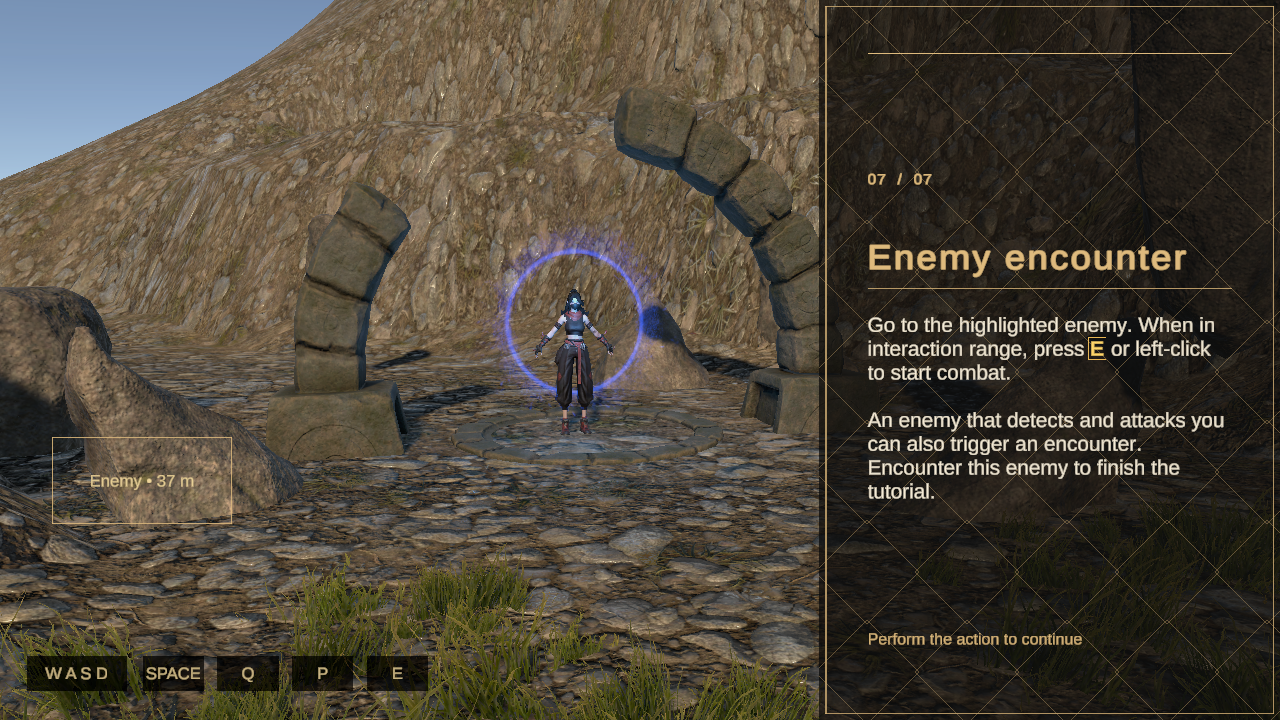 07 / 07
Enemy encounter
Go to the highlighted enemy. When in
interaction range, press E or left-click
to start combat.
An enemy that detects and attacks you
can also trigger an encounter.
Encounter this enemy to finish the
tutorial.
Perform the action to continue
Enemy • 37 m
WASD SPACE Q P E